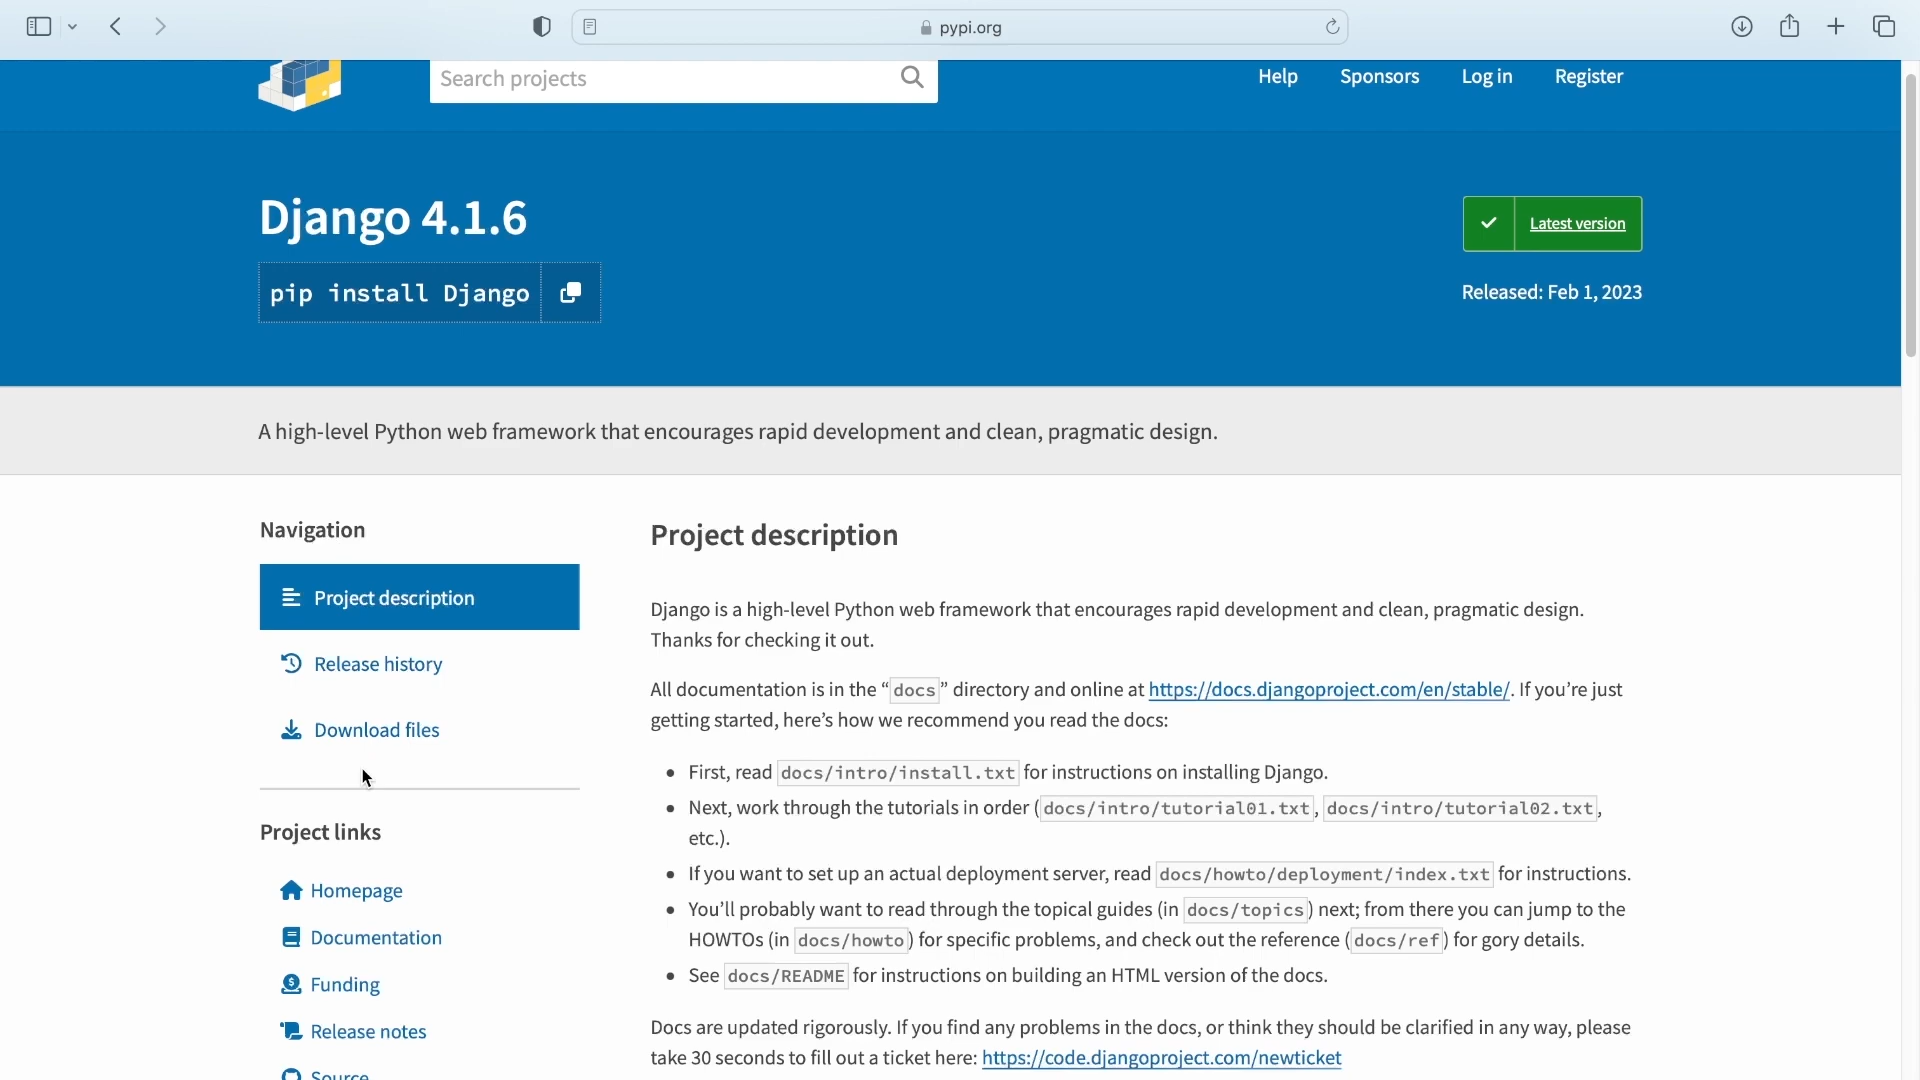 pypi.org
Search projects
Help
Sponsors
Log in
Register
Django 4.1.6
pip install Django
Latest version
Released: Feb 1, 2023
A high-level Python web framework that encourages rapid development and clean, pragmatic design.
Navigation
Project description
Release history
Download files
Project links
Homepage
Documentation
Funding
Release notes
Source
Project description
Django is a high-level Python web framework that encourages rapid development and clean, pragmatic design.
Thanks for checking it out.
All documentation is in the “docs” directory and online at https://docs.djangoproject.com/en/stable/. If you’re just
getting started, here’s how we recommend you read the docs:
First, read docs/intro/install.txt for instructions on installing Django.
Next, work through the tutorials in order (docs/intro/tutorial01.txt, docs/intro/tutorial02.txt,
etc.).
If you want to set up an actual deployment server, read docs/howto/deployment/index.txt for instructions.
You’ll probably want to read through the topical guides (in docs/topics) next; from there you can jump to the
HOWTOs (in docs/howto) for specific problems, and check out the reference (docs/ref) for gory details.
See docs/README for instructions on building an HTML version of the docs.
Docs are updated rigorously. If you find any problems in the docs, or think they should be clarified in any way, please
take 30 seconds to fill out a ticket here: https://code.djangoproject.com/newticket